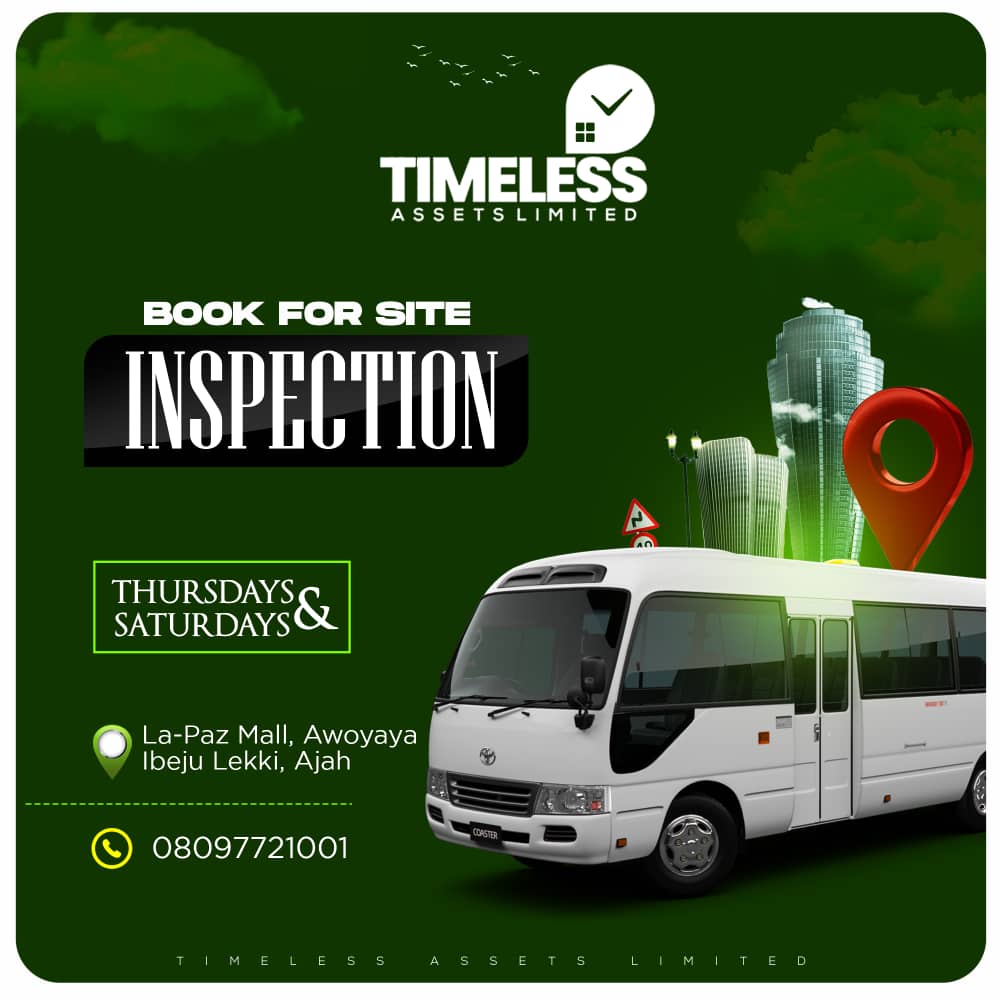 TIMELESS
ASSETS LIMITED
BOOK FOR SITE
INSPECTION
THURSDAYS &
SATURDAYS
La-Paz Mall, Awoyaya
Ibeju Lekki, Ajah
08097721001
40
COASTER
TIMELESS ASSETS LIMITED